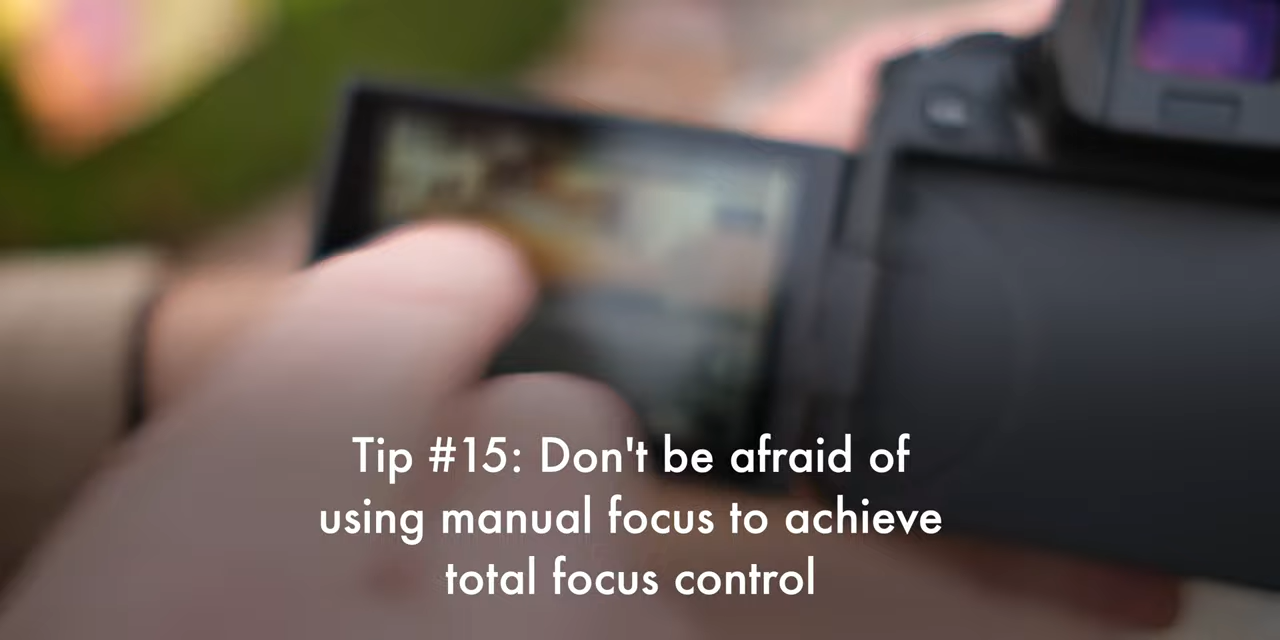 Tip #15: Don't be afraid of
using manual focus to achieve
total focus control